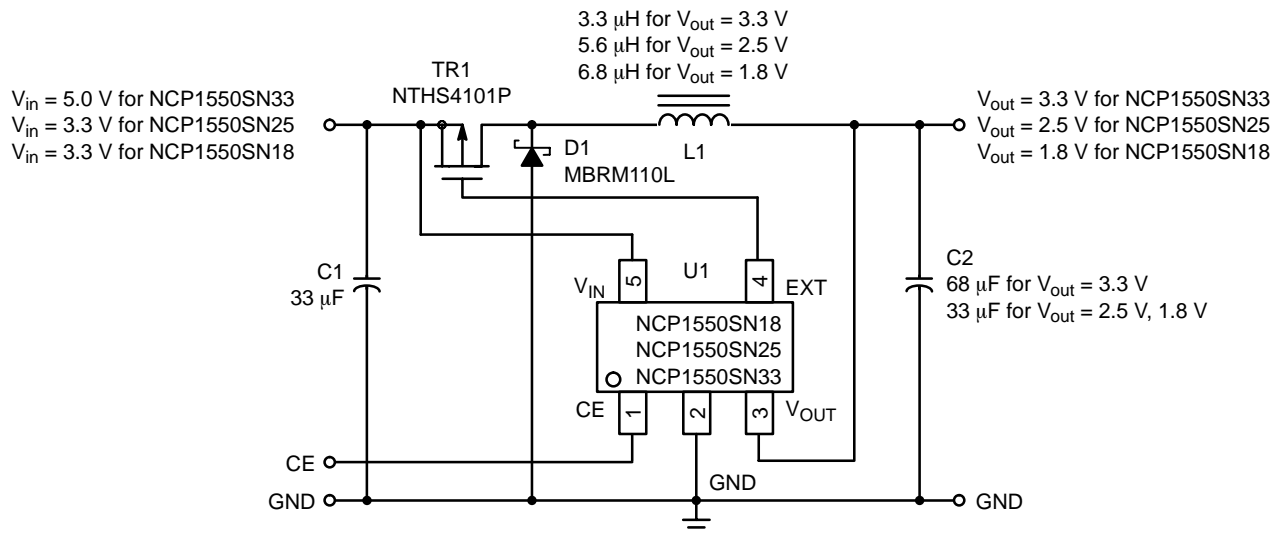 3.3 μH for Vout = 3.3 V
5.6 μH for Vout = 2.5 V
6.8 μH for Vout = 1.8 V
TR1
NTHS4101P
Vin = 5.0 V for NCP1550SN33
Vin = 3.3 V for NCP1550SN25
Vin = 3.3 V for NCP1550SN18
Vout = 3.3 V for NCP1550SN33
Vout = 2.5 V for NCP1550SN25
Vout = 1.8 V for NCP1550SN18
D1
MBRM110L
L1
C1
33 μF
U1
VIN
5
4
EXT
C2
68 μF for Vout = 3.3 V
33 μF for Vout = 2.5 V, 1.8 V
NCP1550SN18
NCP1550SN25
NCP1550SN33
CE
1
2
3
VOUT
CE
GND
GND
GND